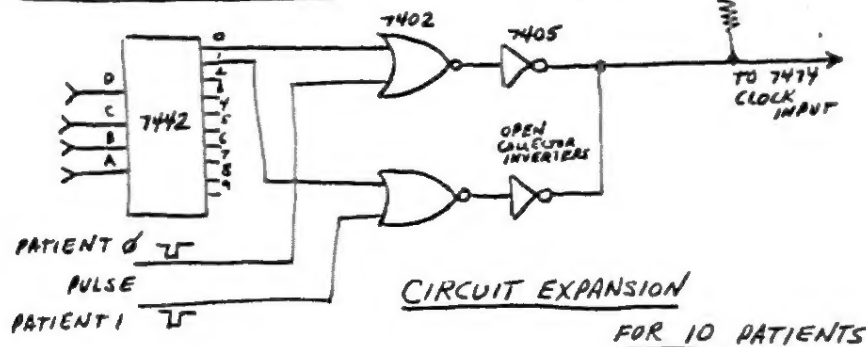 7402
7405
0
1
2
3
4
5
6
7
8
9
D
C
B
A
7442
TO 7474
CLOCK
INPUT
OPEN
COLLECTOR
INVERTERS
PATIENT Ø
PULSE
PATIENT 1
CIRCUIT EXPANSION
FOR 10 PATIENTS